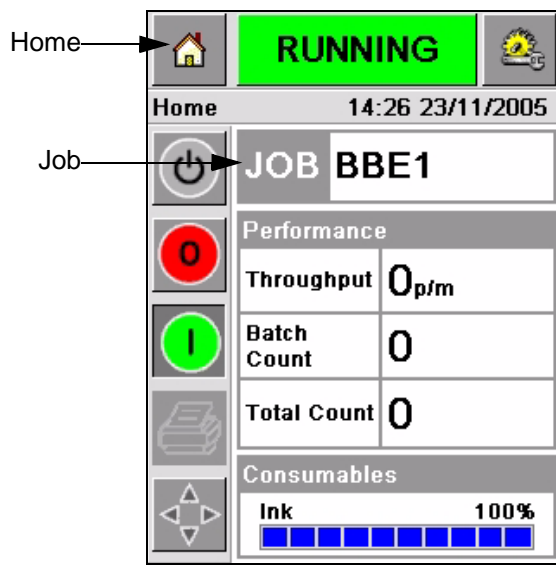 Home
RUNNING
Home 14:26 23/11/2005
Job
JOB BBE1
Performance
0
Throughput 0p/m
I
Batch
Count 0
Total Count 0
Consumables
Ink 100%